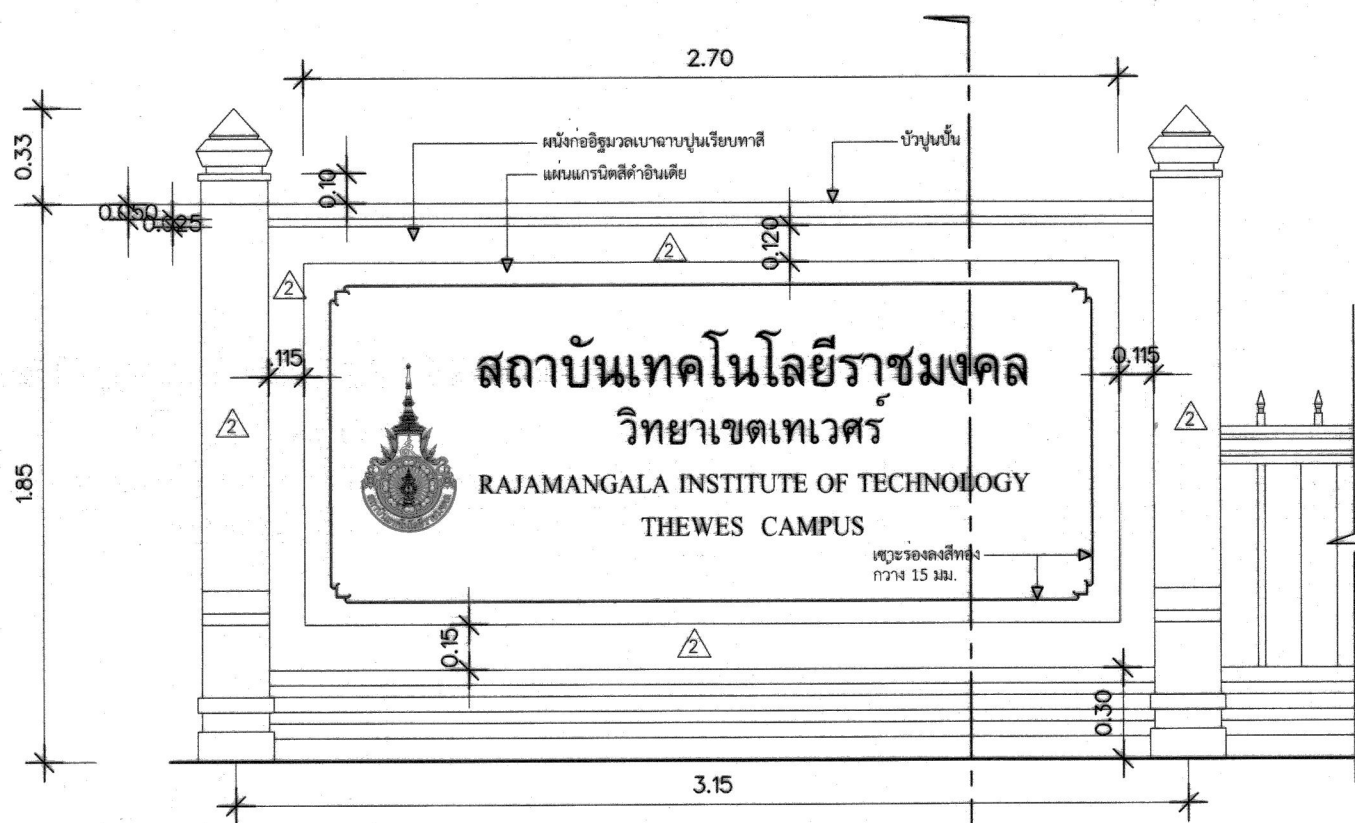 2.70
0.33
ผนังก่ออิฐมวลเบาฉาบปูนเรียบทาสี
บัวปูนปั้น
แผ่นแกรนิตสีดำอินเดีย
0.10
0.050
0.025
0.120
2
2
.115
0.115
สถาบันเทคโนโลยีราชมงคล
วิทยาเขตเทเวศร์
2
2
1.85
RAJAMANGALA INSTITUTE OF TECHNOLOGY
THEWES CAMPUS
เซาะร่องลงสีทอง
กว้าง 15 มม.
0.15
2
0.30
3.15